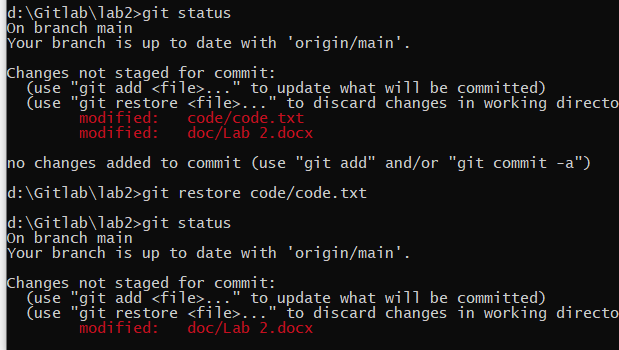 d:\Gitlab\lab2>git status
On branch main
Your branch is up to date with 'origin/main'.
Changes not staged for commit:
(use "git add <file>..." to update what will be committed)
(use "git restore <file>..." to discard changes in working directo
modified: code/code.txt
modified: doc/Lab 2.docx
no changes added to commit (use "git add" and/or "git commit -a")
d:\Gitlab\lab2>git restore code/code.txt
d:\Gitlab\lab2>git status
On branch main
Your branch is up to date with 'origin/main'.
Changes not staged for commit:
(use "git add <file>..." to update what will be committed)
(use "git restore <file>..." to discard changes in working directo
modified: doc/Lab 2.docx